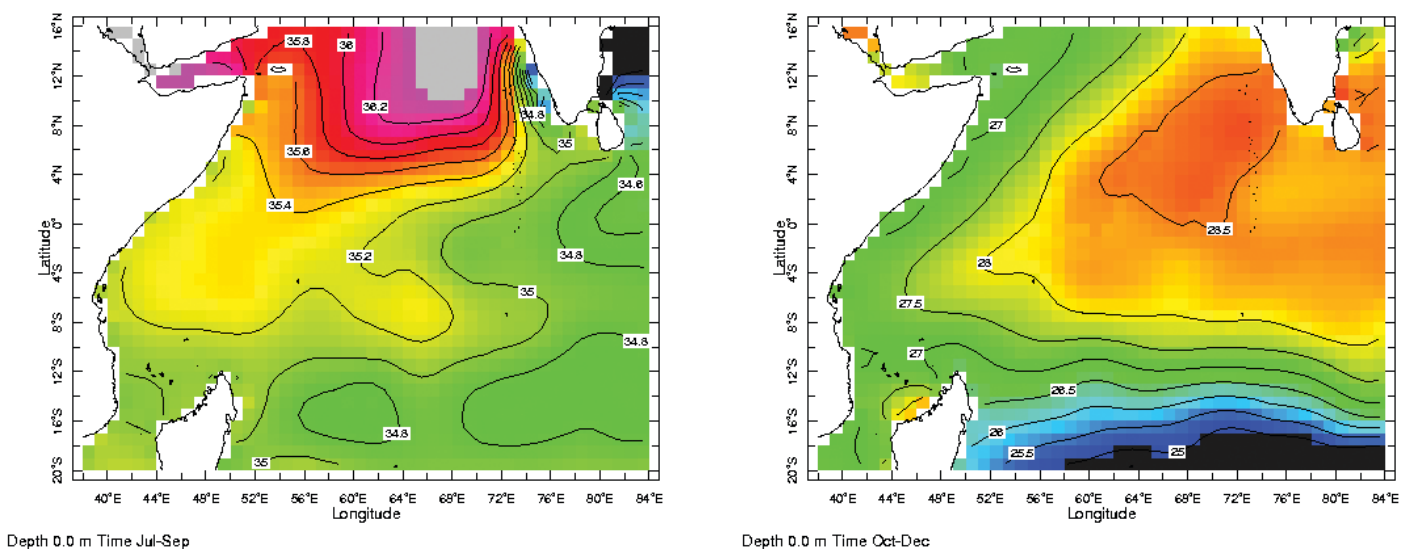 16°N
12°N
8°N
4°N
0°
4°S
8°S
12°S
16°S
20°S
Latitude
35.8
36
36.2
35.6
35.4
35.2
35
34.8
34.8
35
34.6
34.8
34.8
34.8
35
40°E 44°E 48°E 52°E 56°E 60°E 64°E 68°E 72°E 76°E 80°E 84°E
Longitude
Depth 0.0 m Time Jul-Sep
16°N
12°N
8°N
4°N
0°
4°S
8°S
12°S
16°S
20°S
Latitude
27
28.5
28
27.5
27
26.5
26
25.5
25
40°E 44°E 48°E 52°E 56°E 60°E 64°E 68°E 72°E 76°E 80°E 84°E
Longitude
Depth 0.0 m Time Oct-Dec